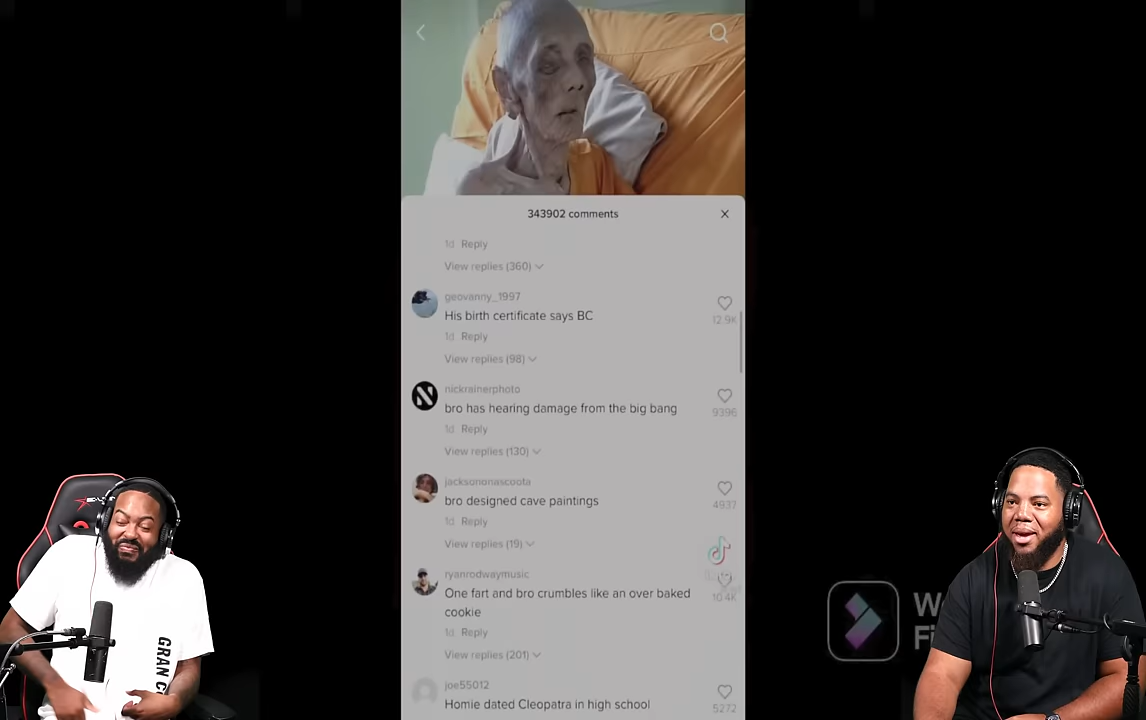 343902 comments
1d Reply
View replies (360)
geovanny_1997
His birth certificate says BC
12.9K
1d Reply
View replies (98)
nickrainerphoto
bro has hearing damage from the big bang
9396
1d Reply
View replies (130)
jacksononascoota
bro designed cave paintings
4937
1d Reply
View replies (19)
ryanrodwaymusic
One fart and bro crumbles like an over baked
cookie
10.4K
1d Reply
View replies (201)
joe55012
Homie dated Cleopatra in high school
5272
GRAN